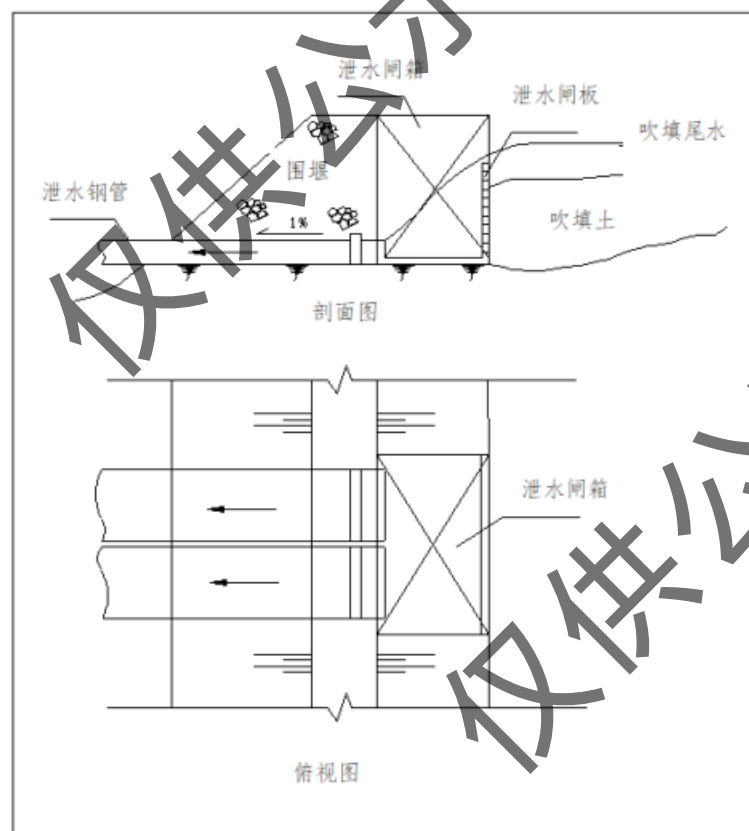 泄水闸箱
泄水闸板
吹填尾水
围堰
泄水钢管
1%
吹填土
剖面图
泄水闸箱
俯视图
仅供公示
仅供公